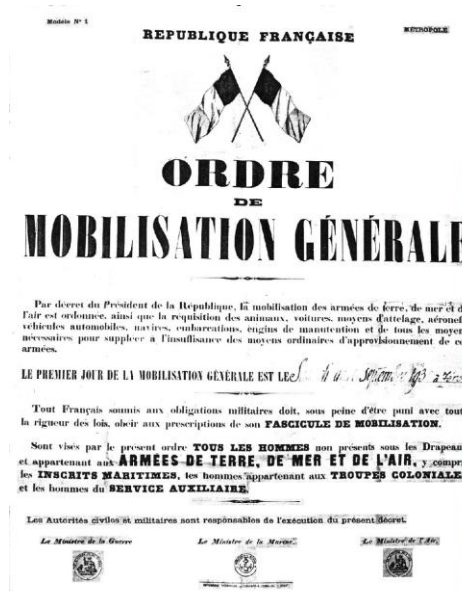 Modèle N° 1
MÉTROPOLE
REPUBLIQUE FRANÇAISE
ORDRE
DE
MOBILISATION GÉNÉRALE
Par décret du Président de la République, la mobilisation des armées de terre, de mer et d
l'air est ordonnée, ainsi que la réquisition des animaux, voitures, moyens d'attelage, aéronef
véhicules automobiles, navires, embarcations, engins de manutention et de tous les moyen
nécessaires pour suppléer à l'insuffisance des moyens ordinaires d'approvisionnement de ce
armées.
LE PREMIER JOUR DE LA MOBILISATION GÉNÉRALE EST LE septembre
Tout Français soumis aux obligations militaires doit, sous peine d'être puni avec tout
la rigueur des lois, obéir aux prescriptions de son FASCICULE DE MOBILISATION.
Sont visés par le présent ordre TOUS LES HOMMES non présents sous les Drapeau
et appartenant aux ARMÉES DE TERRE, DE MER ET DE L'AIR, y compri
les INSCRITS MARITIMES, les hommes appartenant aux TROUPES COLONIALE
et les hommes du SERVICE AUXILIAIRE.
Les Autorités civiles et militaires sont responsables de l'exécution du présent décret.
Le Ministre de la Guerre Le Ministre de la Marine Le Ministre de l'Air